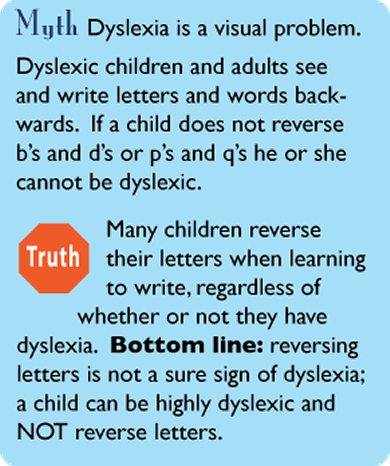 Myth Dyslexia is a visual problem.
Dyslexic children and adults see
and write letters and words back-
wards. If a child does not reverse
b's and d's or p's and q's he or she
cannot be dyslexic.
Truth
Many children reverse
their letters when learning
to write, regardless of
whether or not they have
dyslexia. Bottom line: reversing
letters is not a sure sign of dyslexia;
a child can be highly dyslexic and
NOT reverse letters.